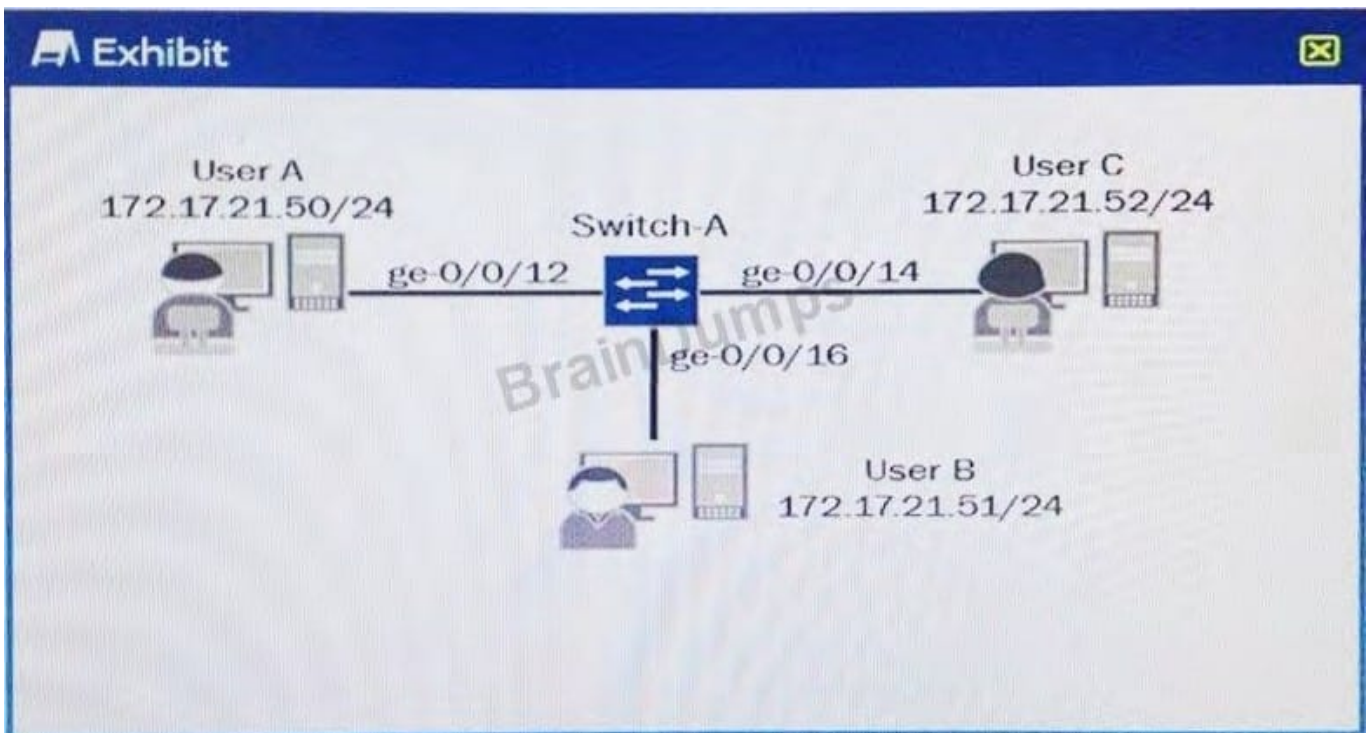 Exhibit
User A
172.17.21.50/24
User C
172.17.21.52/24
Switch-A
ge-0/0/12
ge-0/0/14
ge-0/0/16
BrainDumps
User B
172.17.21.51/24